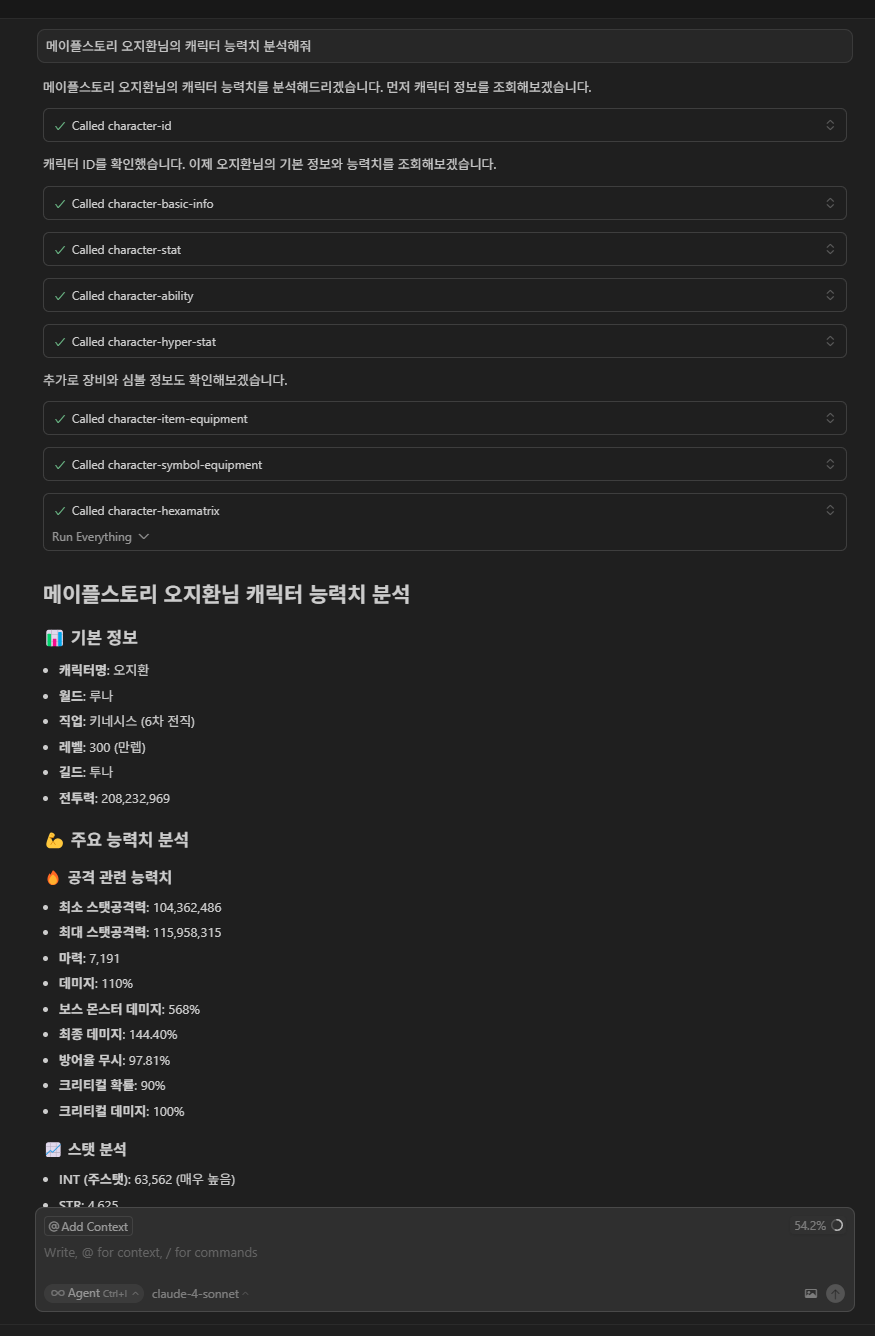 메이플스토리 오지환님의 캐릭터 능력치 분석해줘
메이플스토리 오지환님의 캐릭터 능력치를 분석해드리겠습니다. 먼저 캐릭터 정보를 조회해보겠습니다.
Called character-id
캐릭터 ID를 확인했습니다. 이제 오지환님의 기본 정보와 능력치를 조회해보겠습니다.
Called character-basic-info
Called character-stat
Called character-ability
Called character-hyper-stat
추가로 장비와 심볼 정보도 확인해보겠습니다.
Called character-item-equipment
Called character-symbol-equipment
Called character-hexamatrix
Run Everything
메이플스토리 오지환님 캐릭터 능력치 분석
기본 정보
캐릭터명: 오지환
월드: 루나
직업: 키네시스 (6차 전직)
레벨: 300 (만렙)
길드: 투나
전투력: 208,232,969
주요 능력치 분석
공격 관련 능력치
최소 스탯공격력: 104,362,486
최대 스탯공격력: 115,958,315
마력: 7,191
데미지: 110%
보스 몬스터 데미지: 568%
최종 데미지: 144.40%
방어율 무시: 97.81%
크리티컬 확률: 90%
크리티컬 데미지: 100%
스탯 분석
INT (주스탯): 63,562 (매우 높음)
STR: 4,625
@ Add Context
54.2%
Write, @ for context, / for commands
Agent Ctrl+I
claude-4-sonnet